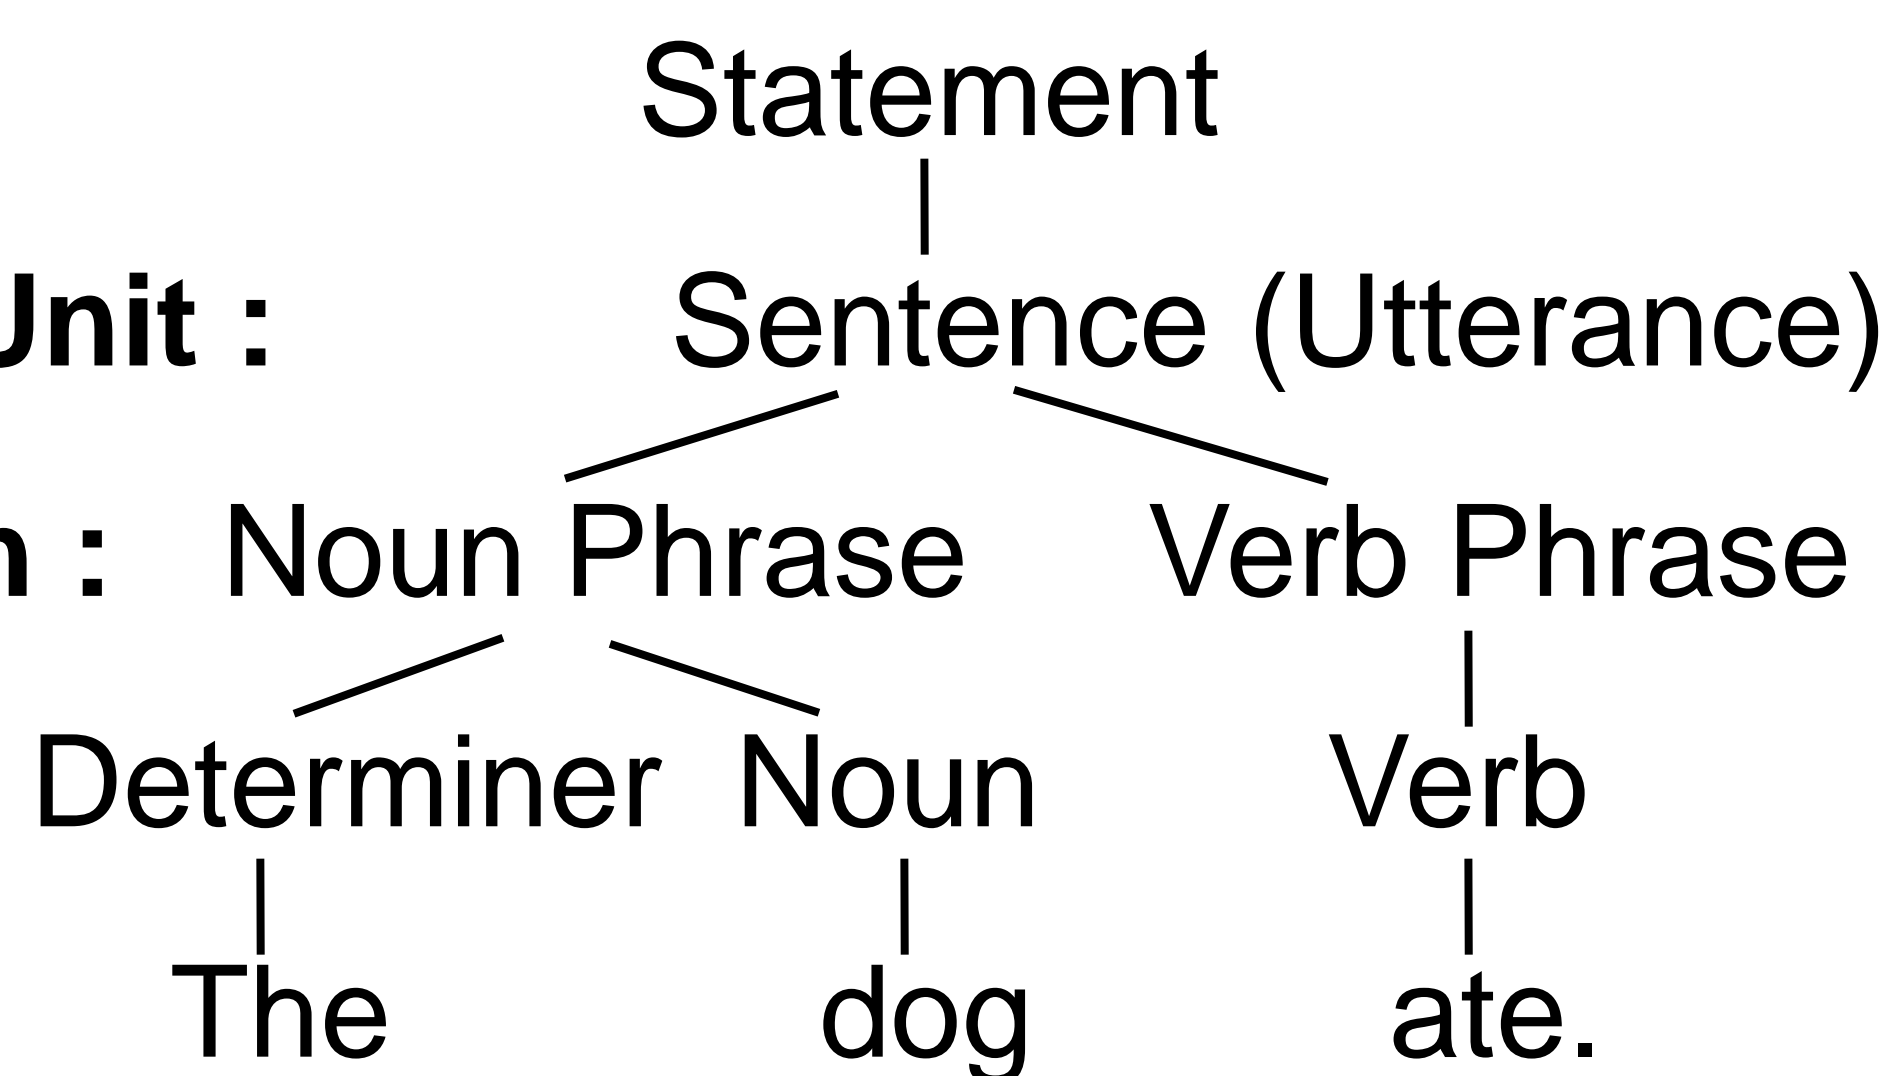 Statement
Unit : Sentence (Utterance)
: Noun Phrase Verb Phrase
Determiner Noun Verb
The dog ate.